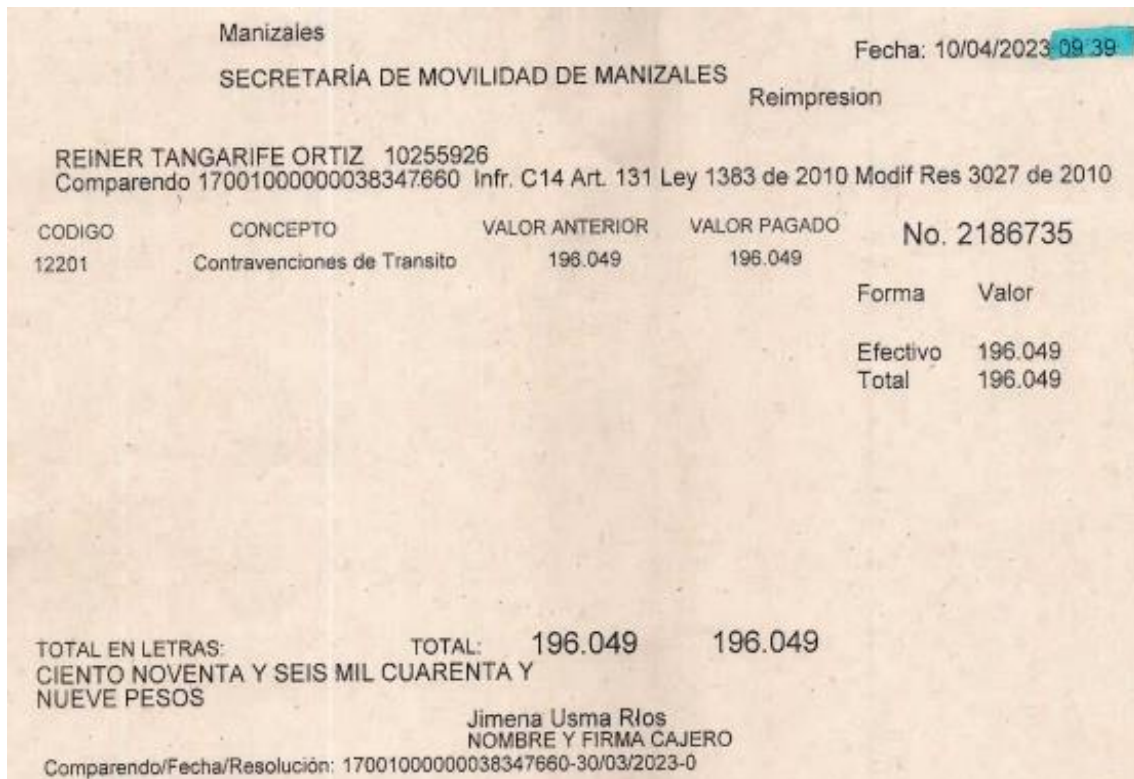 Manizales
Fecha: 10/04/2023 09:39
SECRETARÍA DE MOVILIDAD DE MANIZALES
Reimpresion
REINER TANGARIFE ORTIZ 10255926
Comparendo 17001000000038347660 Infr. C14 Art. 131 Ley 1383 de 2010 Modif Res 3027 de 2010
CODIGO CONCEPTO VALOR ANTERIOR VALOR PAGADO No. 2186735
12201 Contravenciones de Transito 196.049 196.049
Forma Valor
Efectivo 196.049
Total 196.049
TOTAL EN LETRAS: TOTAL: 196.049 196.049
CIENTO NOVENTA Y SEIS MIL CUARENTA Y
NUEVE PESOS
Jimena Usma RIos
NOMBRE Y FIRMA CAJERO
Comparendo/Fecha/Resolución: 17001000000038347660-30/03/2023-0